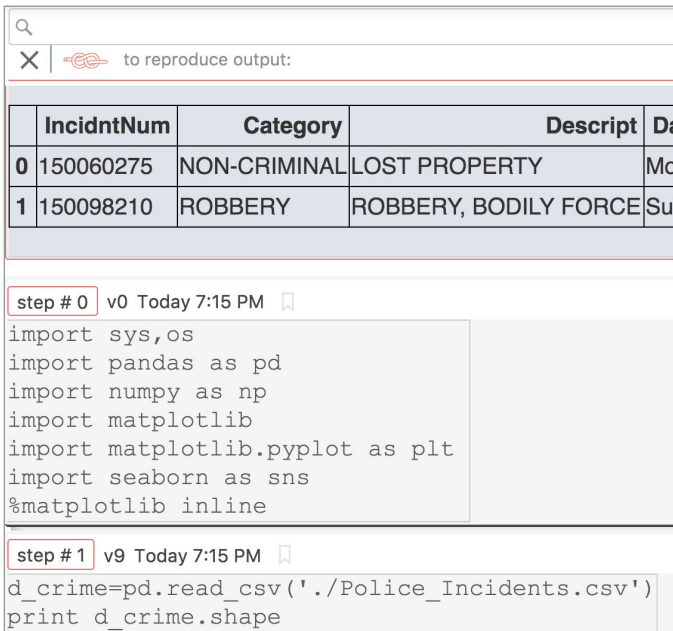 to reproduce output:
IncidntNum Category Descript Da
0 150060275 NON-CRIMINAL LOST PROPERTY Mo
1 150098210 ROBBERY ROBBERY, BODILY FORCE Su
step # 0 v0 Today 7:15 PM
import sys,os
import pandas as pd
import numpy as np
import matplotlib
import matplotlib.pyplot as plt
import seaborn as sns
%matplotlib inline
step # 1 v9 Today 7:15 PM
d_crime=pd.read_csv('./Police_Incidents.csv')
print d_crime.shape